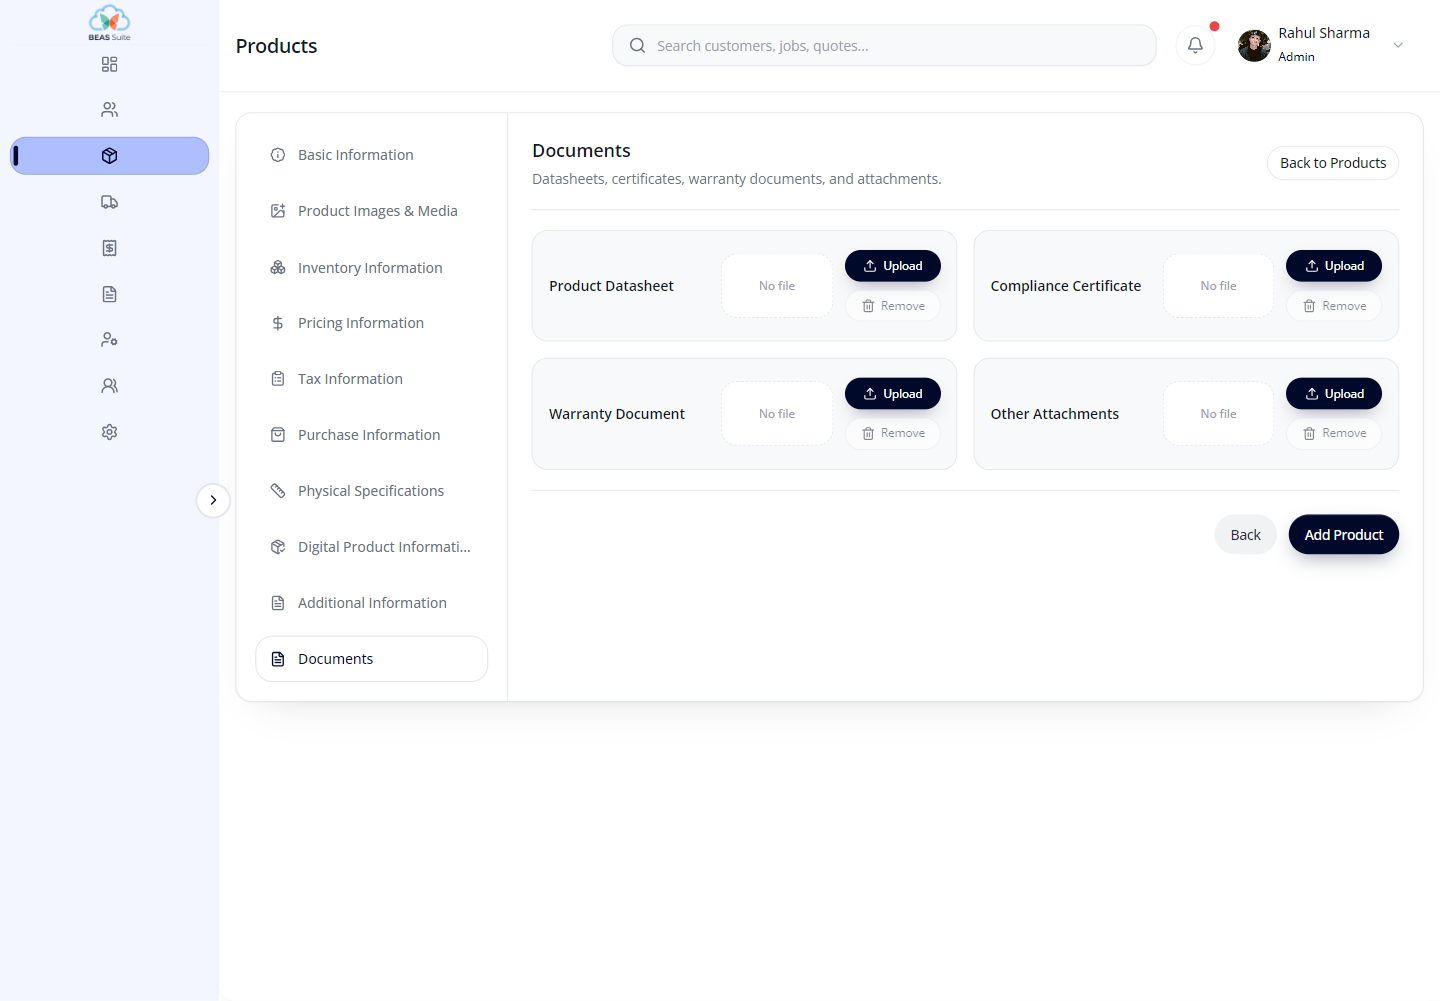 BEAS Suite
Products
Search customers, jobs, quotes...
Rahul Sharma
Admin
Basic Information
Product Images & Media
Inventory Information
Pricing Information
Tax Information
Purchase Information
Physical Specifications
Digital Product Informati...
Additional Information
Documents
Documents
Datasheets, certificates, warranty documents, and attachments.
Back to Products
Product Datasheet
No file
Upload
Remove
Compliance Certificate
No file
Upload
Remove
Warranty Document
No file
Upload
Remove
Other Attachments
No file
Upload
Remove
Back
Add Product